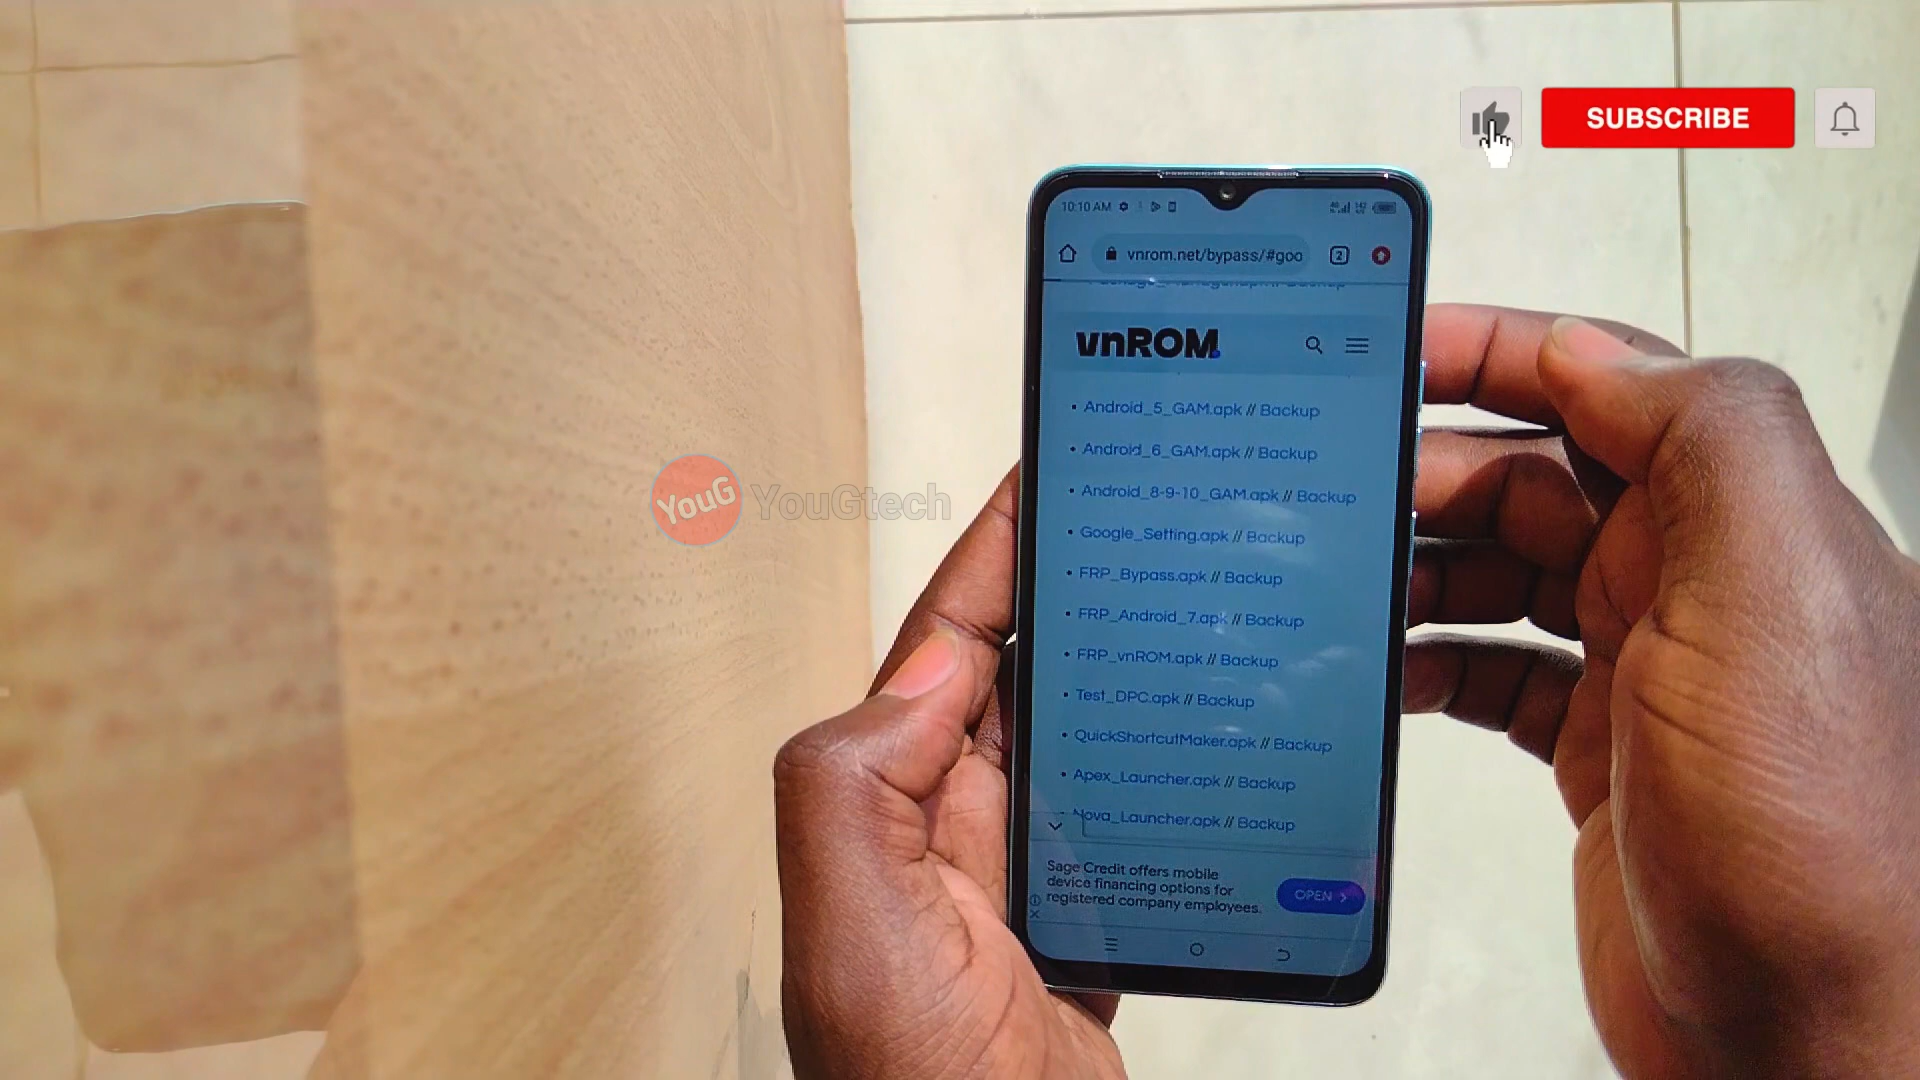 SUBSCRIBE
10:10 AM
vnrom.net/bypass/#goo
2
vnROM
Android_5_GAM.apk // Backup
Android_6_GAM.apk // Backup
Android_8-9-10_GAM.apk // Backup
Google_Setting.apk // Backup
YouG YouGtech
FRP_Bypass.apk // Backup
FRP_Android_7.apk // Backup
FRP_vnROM.apk // Backup
Test_DPC.apk // Backup
QuickShortcutMaker.apk // Backup
Apex_Launcher.apk // Backup
Nova_Launcher.apk // Backup
Sage Credit offers mobile
device financing options for
registered company employees.
OPEN